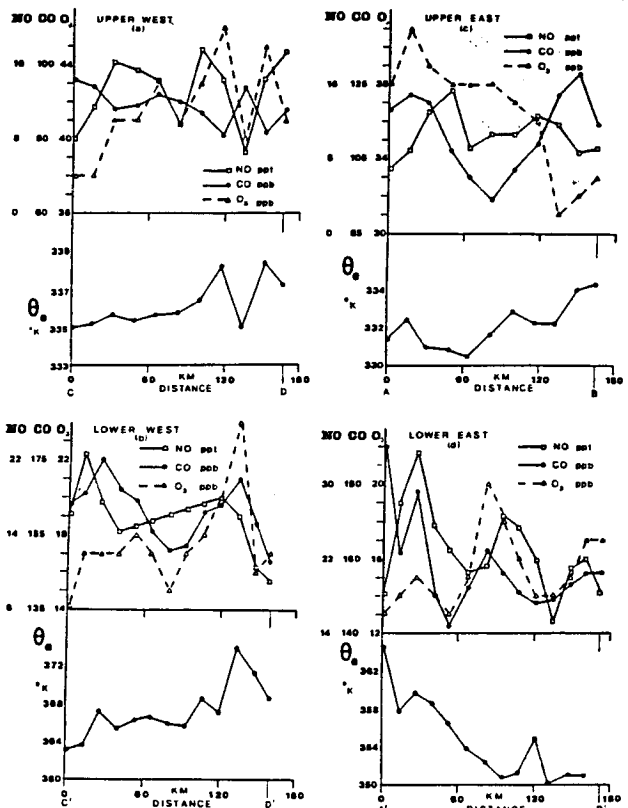 NO CO O₃ UPPER WEST
(a)
16 100 44
8 80 40
NO ppt
CO ppb
O₃ ppb
0 60 36
339
337
θe
°K 335
333
0 60 120 180
KM
C DISTANCE D
NO CO O₃ UPPER EAST
(c)
NO ppt
CO ppb
O₃ ppb
16 125 38
8 105 34
0 85 30
θe
°K
334
332
330
0 60 120 180
KM
A DISTANCE B
NO CO O₃ LOWER WEST
(b)
NO ppt
CO ppb
O₃ ppb
22 175 22
14 155 18
6 135 14
θe
°K
372
368
364
360
0 60 120 180
KM
C' DISTANCE D'
NO CO O₃ LOWER EAST
(d)
NO ppt
CO ppb
O₃ ppb
30 180 20
22 160 16
14 140 12
θe
°K
362
358
354
350
0 60 120 180
KM
A' DISTANCE B'